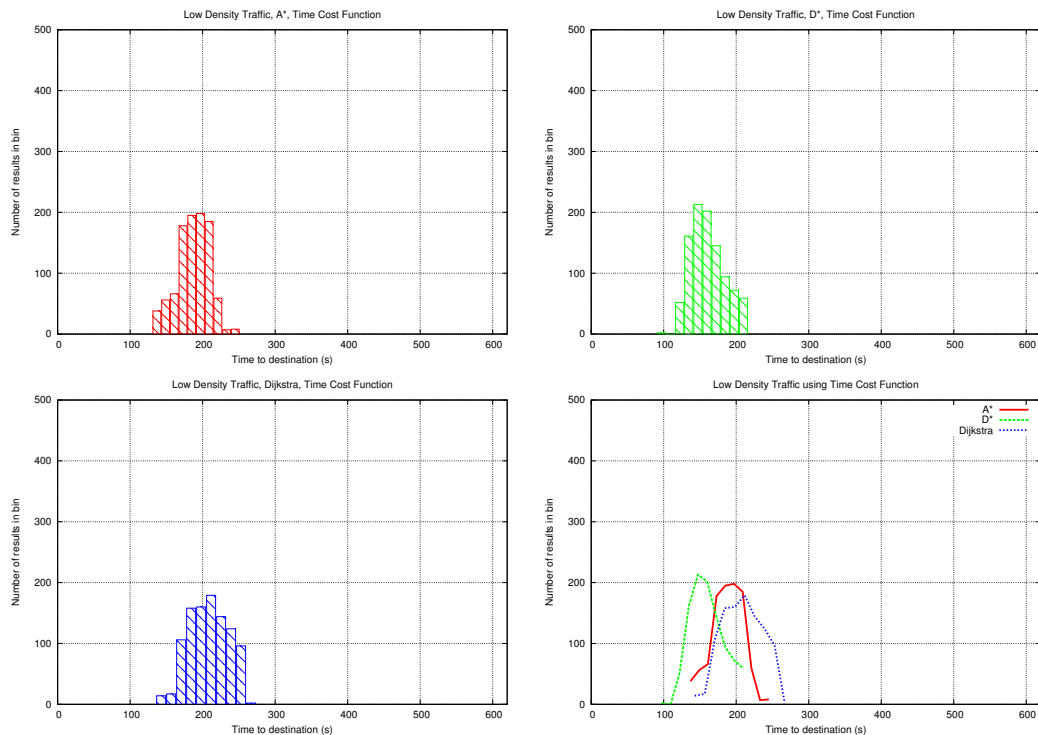 Low Density Traffic, A*, Time Cost Function
500
400
300
200
100
0
Number of results in bin
0 100 200 300 400 500 600
Time to destination (s)
Low Density Traffic, D*, Time Cost Function
500
400
300
200
100
0
Number of results in bin
0 100 200 300 400 500 600
Time to destination (s)
Low Density Traffic, Dijkstra, Time Cost Function
500
400
300
200
100
0
Number of results in bin
0 100 200 300 400 500 600
Time to destination (s)
Low Density Traffic using Time Cost Function
500
400
300
200
100
0
Number of results in bin
A*
D*
Dijkstra
0 100 200 300 400 500 600
Time to destination (s)